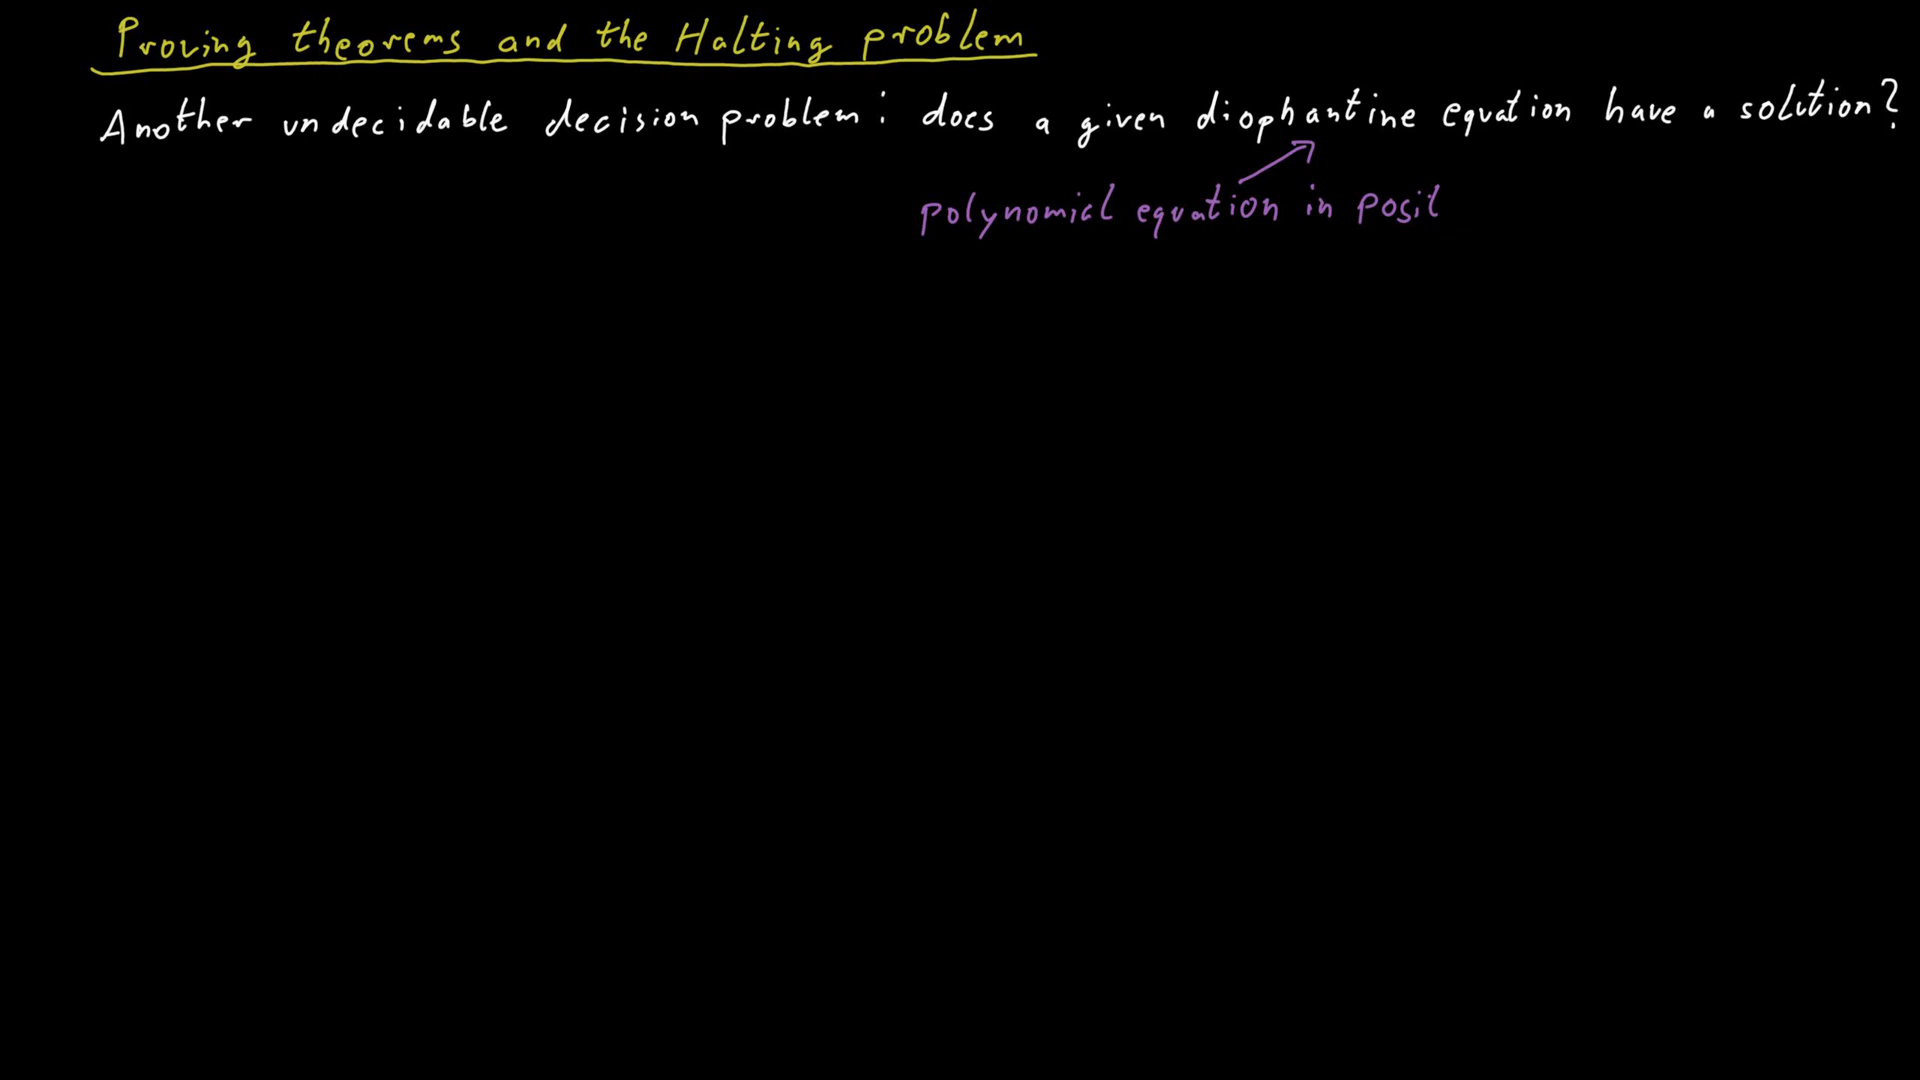 Proving theorems and the Halting problem
Another undecidable decision problem: does a given diophantine equation have a solution?
polynomial equation in posit